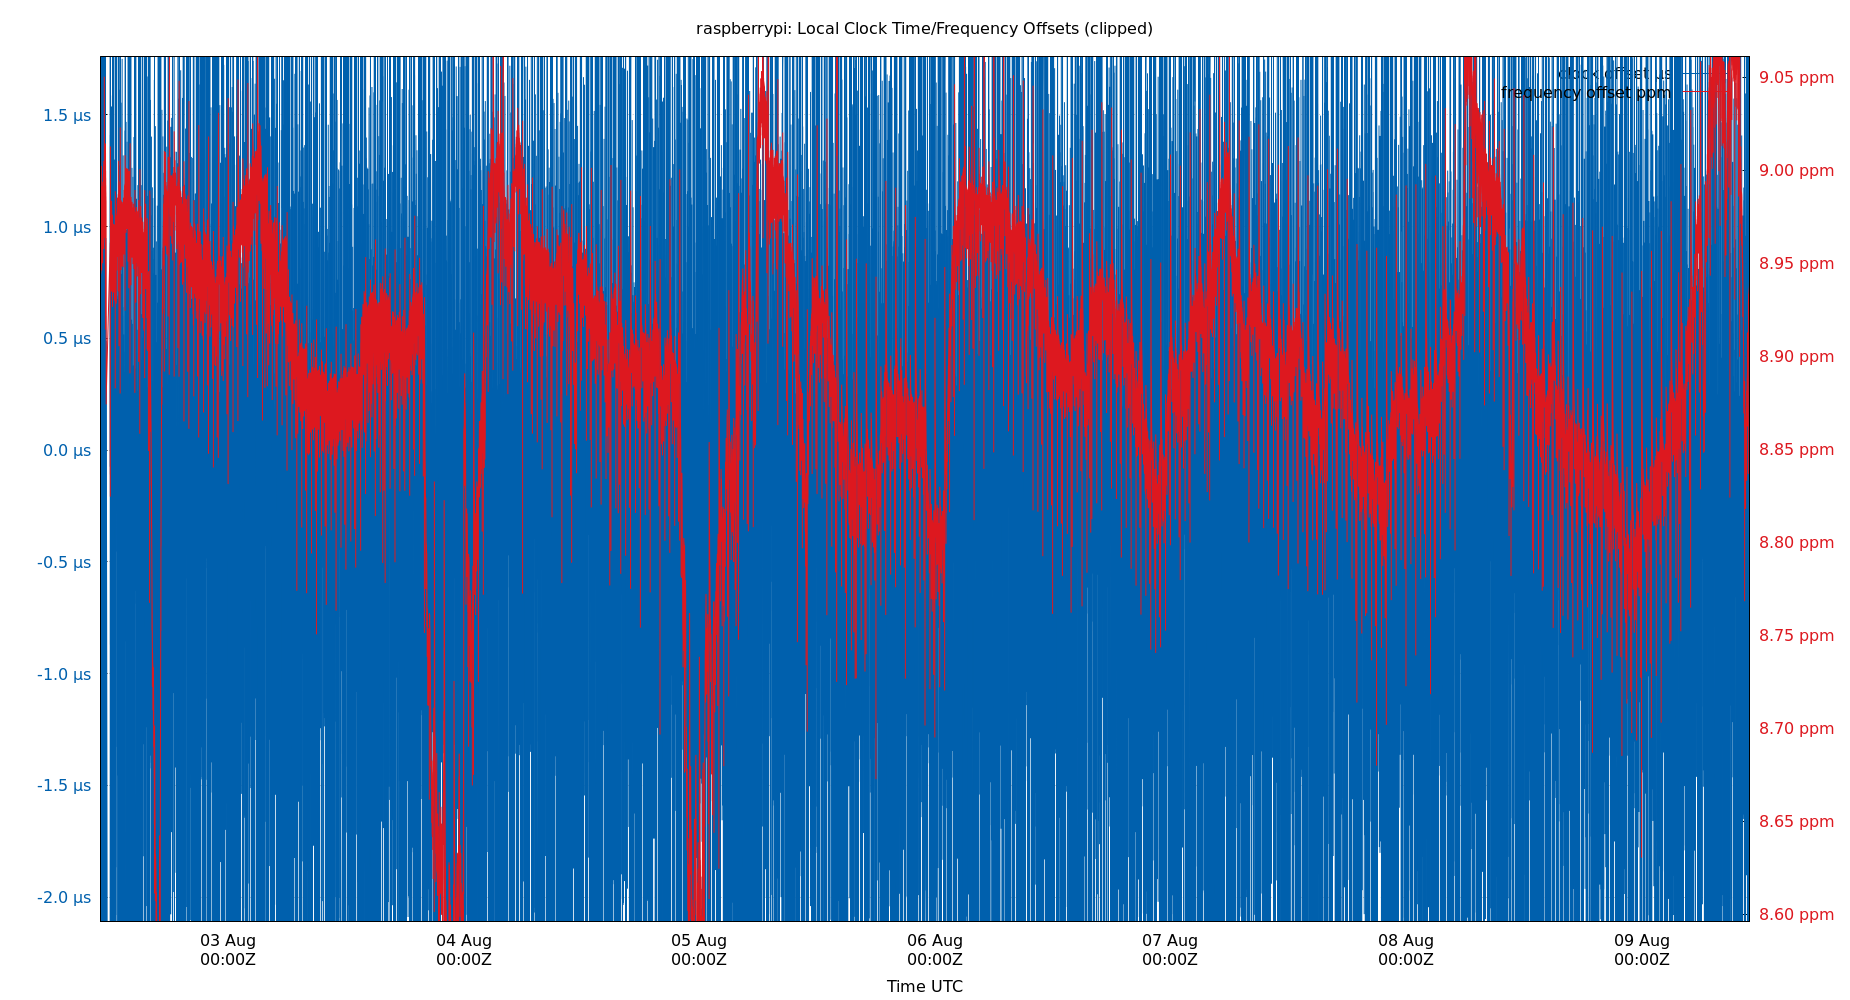 raspberrypi: Local Clock Time/Frequency Offsets (clipped)
clock offset µs
frequency offset ppm
1.5 µs
1.0 µs
0.5 µs
0.0 µs
-0.5 µs
-1.0 µs
-1.5 µs
-2.0 µs
9.05 ppm
9.00 ppm
8.95 ppm
8.90 ppm
8.85 ppm
8.80 ppm
8.75 ppm
8.70 ppm
8.65 ppm
8.60 ppm
03 Aug
00:00Z
04 Aug
00:00Z
05 Aug
00:00Z
06 Aug
00:00Z
07 Aug
00:00Z
08 Aug
00:00Z
09 Aug
00:00Z
Time UTC